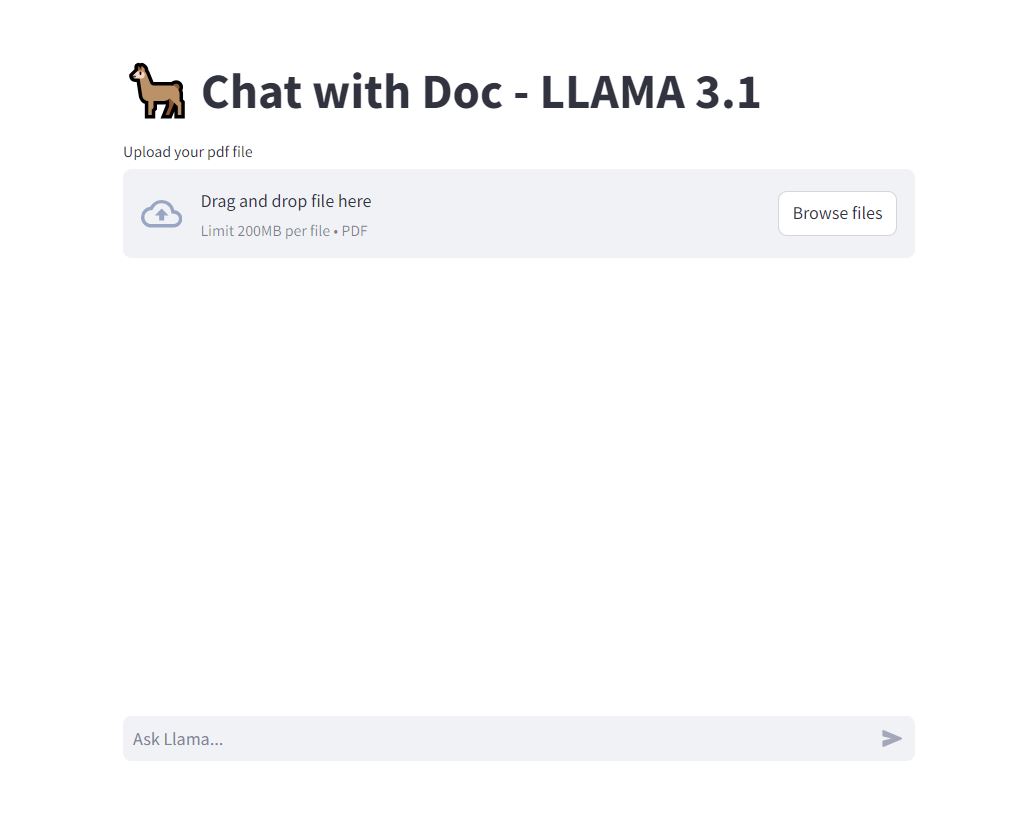 Chat with Doc - LLAMA 3.1
Upload your pdf file
Drag and drop file here
Limit 200MB per file • PDF
Browse files
Ask Llama...